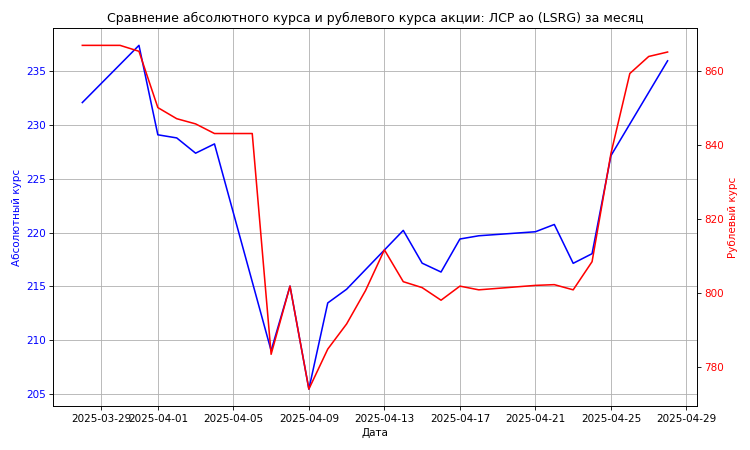 Сравнение абсолютного курса и рублевого курса акции: ЛСР ао (LSRG) за месяц
235
230
225
220
215
210
205
Абсолютный курс
860
840
820
800
780
Рублевый курс
2025-03-29 2025-04-01 2025-04-05 2025-04-09 2025-04-13 2025-04-17 2025-04-21 2025-04-25 2025-04-29
Дата